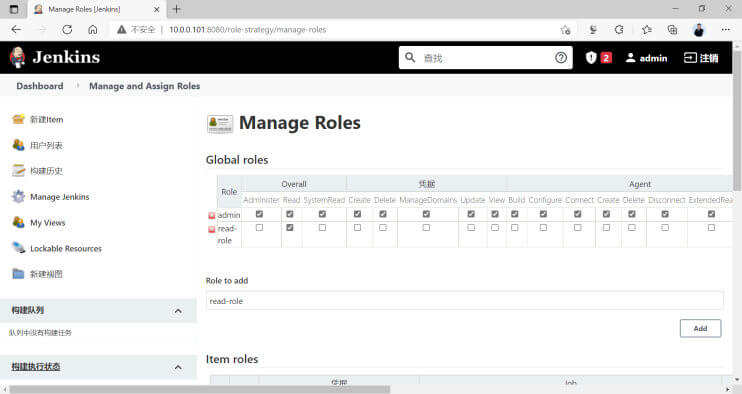 Manage Roles [Jenkins]
不安全 | 10.0.0.101:8080/role-strategy/manage-roles
Jenkins
查找
2
admin
注销
Dashboard
Manage and Assign Roles
新建Item
用户列表
构建历史
Manage Jenkins
My Views
Lockable Resources
新建视图
构建队列
队列中没有构建任务
构建执行状态
Manage Roles
Global roles
Role Overall 凭据 Agent
Administer Read SystemRead Create Delete ManageDomains Update View Build Configure Connect Create Delete Disconnect ExtendedRea
admin
read-
role
Role to add
read-role
Add
Item roles
凭据 Job